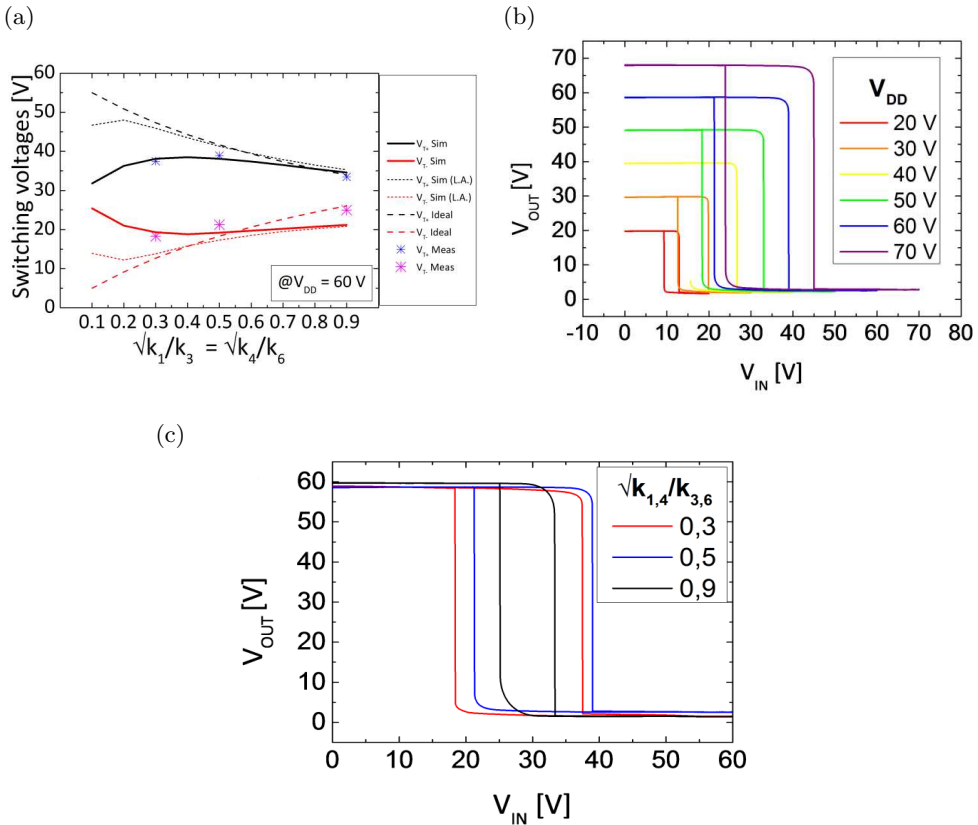 (a)
Switching voltages [V]
60
50
40
30
20
10
0
0.1 0.2 0.3 0.4 0.5 0.6 0.7 0.8 0.9
√k1/k3 = √k4/k6
@VDD = 60 V
VT+ Sim
VT- Sim
VT+ Sim (L.A.)
VT- Sim (L.A.)
VT+ Ideal
VT- Ideal
VT+ Meas
VT- Meas
(b)
VOUT [V]
70
60
50
40
30
20
10
0
-10 0 10 20 30 40 50 60 70 80
VIN [V]
VDD
20 V
30 V
40 V
50 V
60 V
70 V
(c)
VOUT [V]
60
50
40
30
20
10
0
0 10 20 30 40 50 60
VIN [V]
√k1,4/k3,6
0,3
0,5
0,9